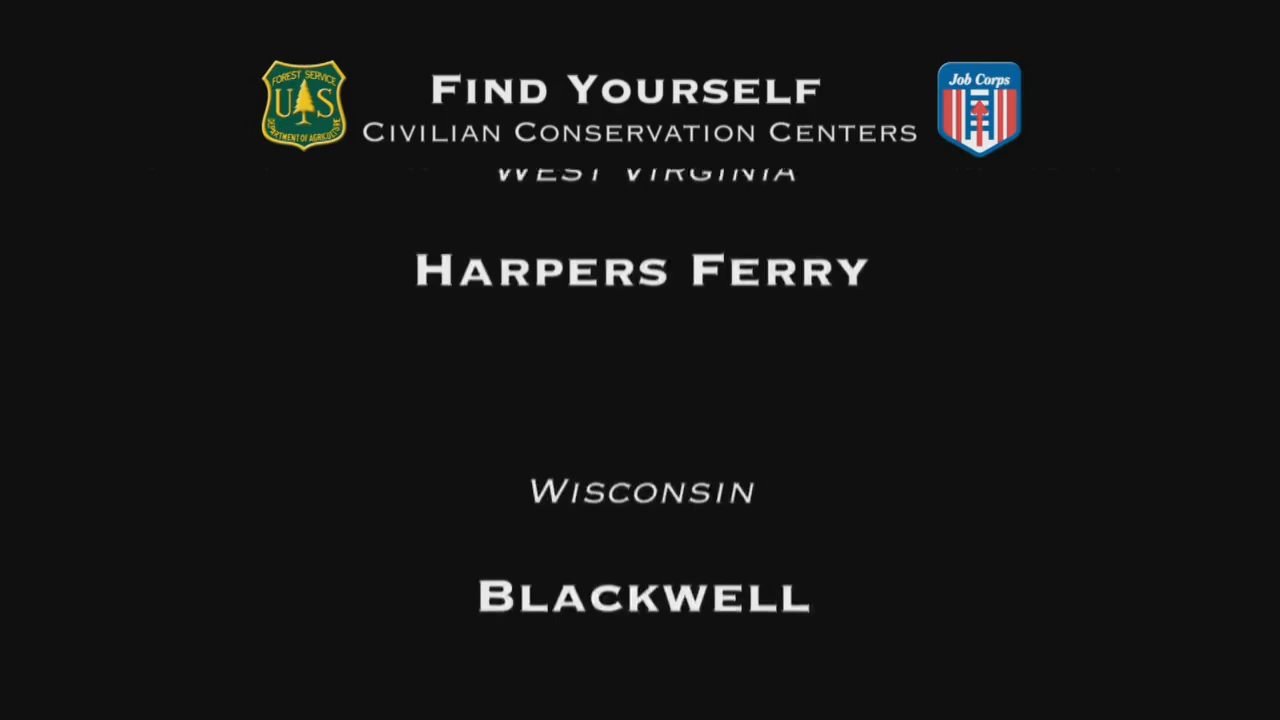 FOREST SERVICE
U S
DEPARTMENT OF AGRICULTURE
FIND YOURSELF
CIVILIAN CONSERVATION CENTERS
Job Corps
WEST VIRGINIA
HARPERS FERRY
WISCONSIN
BLACKWELL